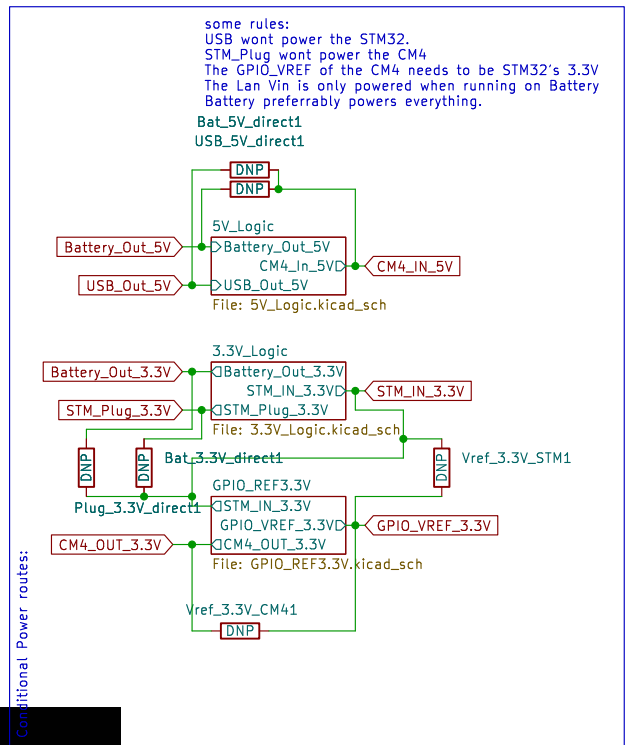 some rules:
USB wont power the STM32.
STM_Plug wont power the CM4
The GPIO_VREF of the CM4 needs to be STM32's 3.3V
The Lan Vin is only powered when running on Battery
Battery preferrably powers everything.
Bat_5V_direct1
USB_5V_direct1
DNP
DNP
5V_Logic
Battery_Out_5V
Battery_Out_5V
CM4_In_5V
CM4_IN_5V
USB_Out_5V
USB_Out_5V
File: 5V_Logic.kicad_sch
3.3V_Logic
Battery_Out_3.3V
Battery_Out_3.3V
STM_IN_3.3V
STM_IN_3.3V
STM_Plug_3.3V
STM_Plug_3.3V
File: 3.3V_Logic.kicad_sch
DNP
DNP
Bat_3.3V_direct1
DNP
Vref_3.3V_STM1
GPIO_REF3.3V
Plug_3.3V_direct1
STM_IN_3.3V
GPIO_VREF_3.3V
GPIO_VREF_3.3V
CM4_OUT_3.3V
CM4_OUT_3.3V
File: GPIO_REF3.3V.kicad_sch
Vref_3.3V_CM41
DNP
Conditional Power routes: